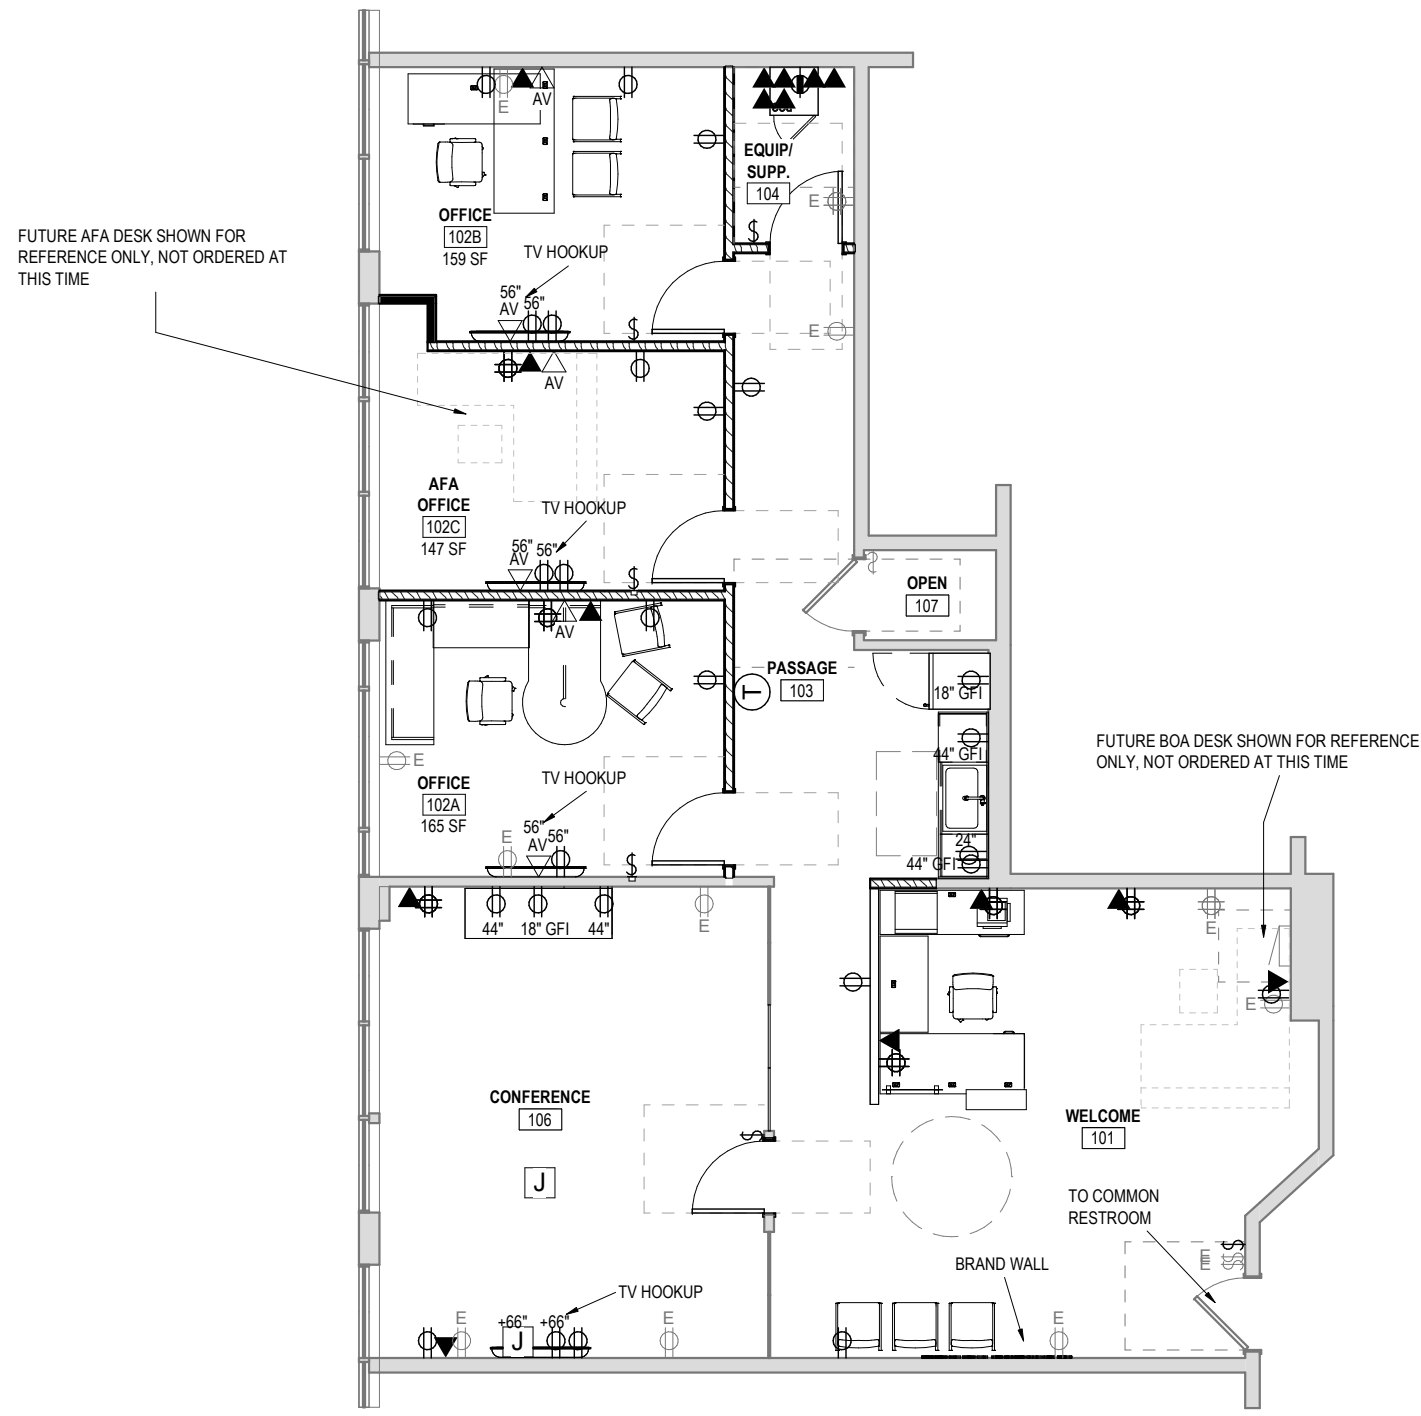 E
AV
EQUIP/
SUPP.
104
E
OFFICE
102B
159 SF
$
FUTURE AFA DESK SHOWN FOR
REFERENCE ONLY, NOT ORDERED AT
THIS TIME
TV HOOKUP
56"
AV
56"
$
E
AV
AFA
OFFICE
102C
147 SF
TV HOOKUP
56"
AV
56"
$
$
OPEN
107
AV
PASSAGE
103
T
18" GFI
44" GFI
24"
44" GFI
E
OFFICE
102A
165 SF
TV HOOKUP
E
56"
AV
56"
$
FUTURE BOA DESK SHOWN FOR REFERENCE
ONLY, NOT ORDERED AT THIS TIME
44"
18" GFI
44"
E
E
E
CONFERENCE
106
$
J
WELCOME
101
TO COMMON
RESTROOM
E
E
$
$
$
BRAND WALL
TV HOOKUP
E
+66"
+66"
J
E
E